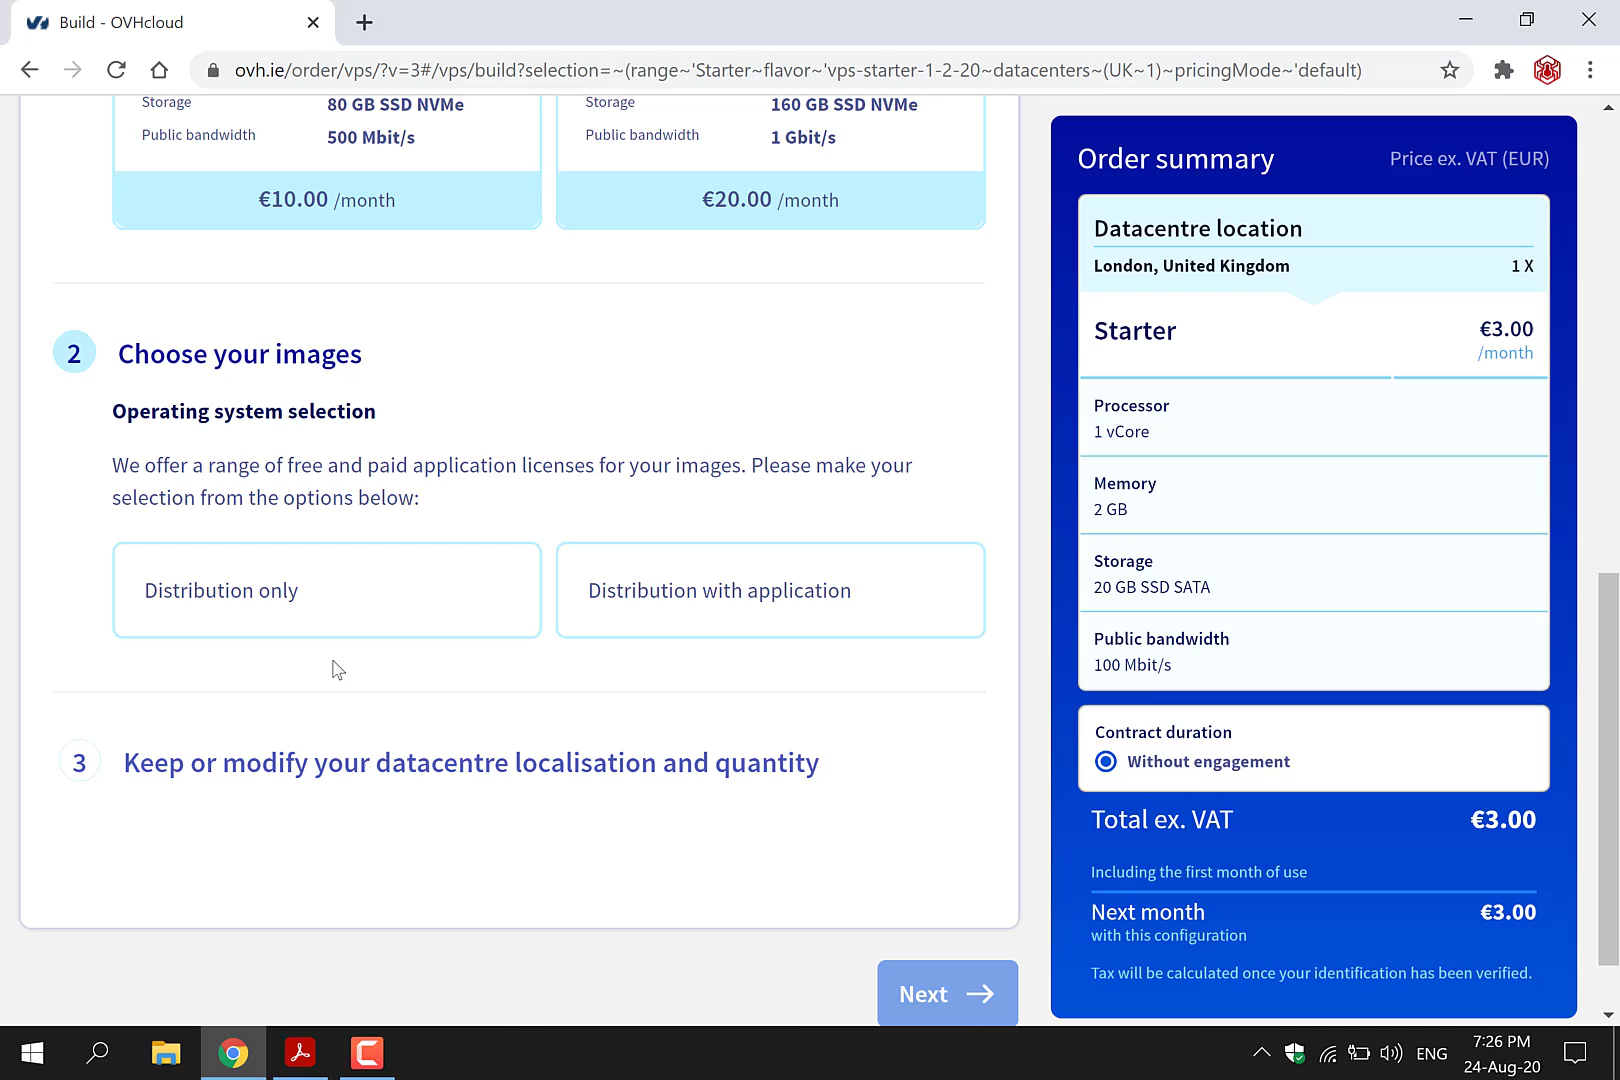 Build - OVHcloud
ovh.ie/order/vps/?v=3#/vps/build?selection=~(range~'Starter~flavor~'vps-starter-1-2-20~datacenters~(UK~1)~pricingMode~'default)
Storage 80 GB SSD NVMe
Public bandwidth 500 Mbit/s
€10.00 /month
Storage 160 GB SSD NVMe
Public bandwidth 1 Gbit/s
€20.00 /month
2 Choose your images
Operating system selection
We offer a range of free and paid application licenses for your images. Please make your
selection from the options below:
Distribution only
Distribution with application
3 Keep or modify your datacentre localisation and quantity
Next
Order summary Price ex. VAT (EUR)
Datacentre location
London, United Kingdom 1 X
Starter €3.00
/month
Processor
1 vCore
Memory
2 GB
Storage
20 GB SSD SATA
Public bandwidth
100 Mbit/s
Contract duration
Without engagement
Total ex. VAT €3.00
Including the first month of use
Next month €3.00
with this configuration
Tax will be calculated once your identification has been verified.
ENG
7:26 PM
24-Aug-20